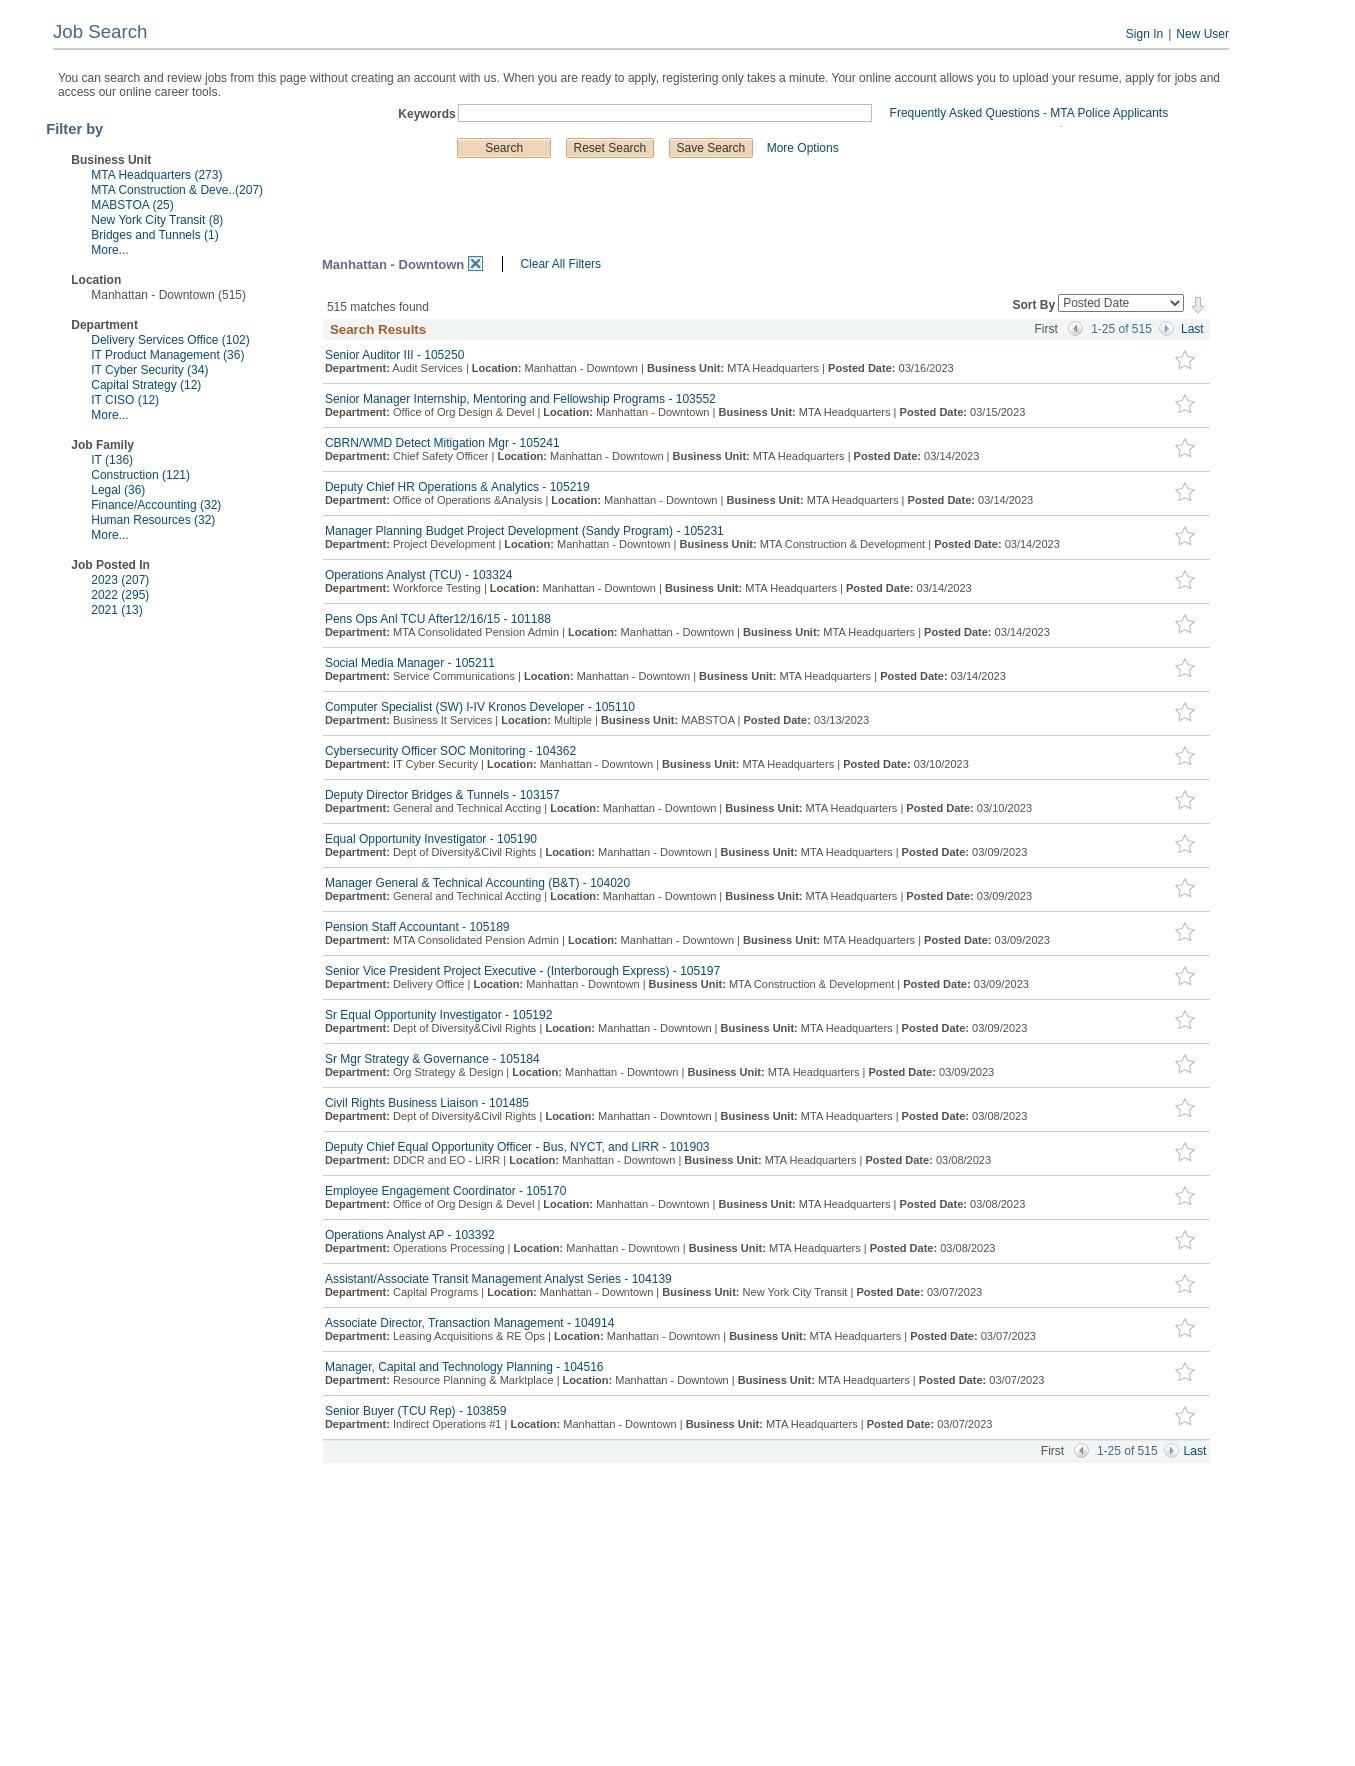 Job Search
Sign In | New User
You can search and review jobs from this page without creating an account with us. When you are ready to apply, registering only takes a minute. Your online account allows you to upload your resume, apply for jobs and
access our online career tools.
Keywords
Frequently Asked Questions - MTA Police Applicants
Search Reset Search Save Search More Options
Filter by
Business Unit
MTA Headquarters (273)
MTA Construction & Deve..(207)
MABSTOA (25)
New York City Transit (8)
Bridges and Tunnels (1)
More...
Location
Manhattan - Downtown (515)
Department
Delivery Services Office (102)
IT Product Management (36)
IT Cyber Security (34)
Capital Strategy (12)
IT CISO (12)
More...
Job Family
IT (136)
Construction (121)
Legal (36)
Finance/Accounting (32)
Human Resources (32)
More...
Job Posted In
2023 (207)
2022 (295)
2021 (13)
Manhattan - Downtown | Clear All Filters
515 matches found
Sort By Posted Date
Search Results
First 1-25 of 515 Last
Senior Auditor III - 105250
Department: Audit Services | Location: Manhattan - Downtown | Business Unit: MTA Headquarters | Posted Date: 03/16/2023
Senior Manager Internship, Mentoring and Fellowship Programs - 103552
Department: Office of Org Design & Devel | Location: Manhattan - Downtown | Business Unit: MTA Headquarters | Posted Date: 03/15/2023
CBRN/WMD Detect Mitigation Mgr - 105241
Department: Chief Safety Officer | Location: Manhattan - Downtown | Business Unit: MTA Headquarters | Posted Date: 03/14/2023
Deputy Chief HR Operations & Analytics - 105219
Department: Office of Operations &Analysis | Location: Manhattan - Downtown | Business Unit: MTA Headquarters | Posted Date: 03/14/2023
Manager Planning Budget Project Development (Sandy Program) - 105231
Department: Project Development | Location: Manhattan - Downtown | Business Unit: MTA Construction & Development | Posted Date: 03/14/2023
Operations Analyst (TCU) - 103324
Department: Workforce Testing | Location: Manhattan - Downtown | Business Unit: MTA Headquarters | Posted Date: 03/14/2023
Pens Ops Anl TCU After12/16/15 - 101188
Department: MTA Consolidated Pension Admin | Location: Manhattan - Downtown | Business Unit: MTA Headquarters | Posted Date: 03/14/2023
Social Media Manager - 105211
Department: Service Communications | Location: Manhattan - Downtown | Business Unit: MTA Headquarters | Posted Date: 03/14/2023
Computer Specialist (SW) I-IV Kronos Developer - 105110
Department: Business It Services | Location: Multiple | Business Unit: MABSTOA | Posted Date: 03/13/2023
Cybersecurity Officer SOC Monitoring - 104362
Department: IT Cyber Security | Location: Manhattan - Downtown | Business Unit: MTA Headquarters | Posted Date: 03/10/2023
Deputy Director Bridges & Tunnels - 103157
Department: General and Technical Accting | Location: Manhattan - Downtown | Business Unit: MTA Headquarters | Posted Date: 03/10/2023
Equal Opportunity Investigator - 105190
Department: Dept of Diversity&Civil Rights | Location: Manhattan - Downtown | Business Unit: MTA Headquarters | Posted Date: 03/09/2023
Manager General & Technical Accounting (B&T) - 104020
Department: General and Technical Accting | Location: Manhattan - Downtown | Business Unit: MTA Headquarters | Posted Date: 03/09/2023
Pension Staff Accountant - 105189
Department: MTA Consolidated Pension Admin | Location: Manhattan - Downtown | Business Unit: MTA Headquarters | Posted Date: 03/09/2023
Senior Vice President Project Executive - (Interborough Express) - 105197
Department: Delivery Office | Location: Manhattan - Downtown | Business Unit: MTA Construction & Development | Posted Date: 03/09/2023
Sr Equal Opportunity Investigator - 105192
Department: Dept of Diversity&Civil Rights | Location: Manhattan - Downtown | Business Unit: MTA Headquarters | Posted Date: 03/09/2023
Sr Mgr Strategy & Governance - 105184
Department: Org Strategy & Design | Location: Manhattan - Downtown | Business Unit: MTA Headquarters | Posted Date: 03/09/2023
Civil Rights Business Liaison - 101485
Department: Dept of Diversity&Civil Rights | Location: Manhattan - Downtown | Business Unit: MTA Headquarters | Posted Date: 03/08/2023
Deputy Chief Equal Opportunity Officer - Bus, NYCT, and LIRR - 101903
Department: DDCR and EO - LIRR | Location: Manhattan - Downtown | Business Unit: MTA Headquarters | Posted Date: 03/08/2023
Employee Engagement Coordinator - 105170
Department: Office of Org Design & Devel | Location: Manhattan - Downtown | Business Unit: MTA Headquarters | Posted Date: 03/08/2023
Operations Analyst AP - 103392
Department: Operations Processing | Location: Manhattan - Downtown | Business Unit: MTA Headquarters | Posted Date: 03/08/2023
Assistant/Associate Transit Management Analyst Series - 104139
Department: Capital Programs | Location: Manhattan - Downtown | Business Unit: New York City Transit | Posted Date: 03/07/2023
Associate Director, Transaction Management - 104914
Department: Leasing Acquisitions & RE Ops | Location: Manhattan - Downtown | Business Unit: MTA Headquarters | Posted Date: 03/07/2023
Manager, Capital and Technology Planning - 104516
Department: Resource Planning & Marktplace | Location: Manhattan - Downtown | Business Unit: MTA Headquarters | Posted Date: 03/07/2023
Senior Buyer (TCU Rep) - 103859
Department: Indirect Operations #1 | Location: Manhattan - Downtown | Business Unit: MTA Headquarters | Posted Date: 03/07/2023
First 1-25 of 515 Last